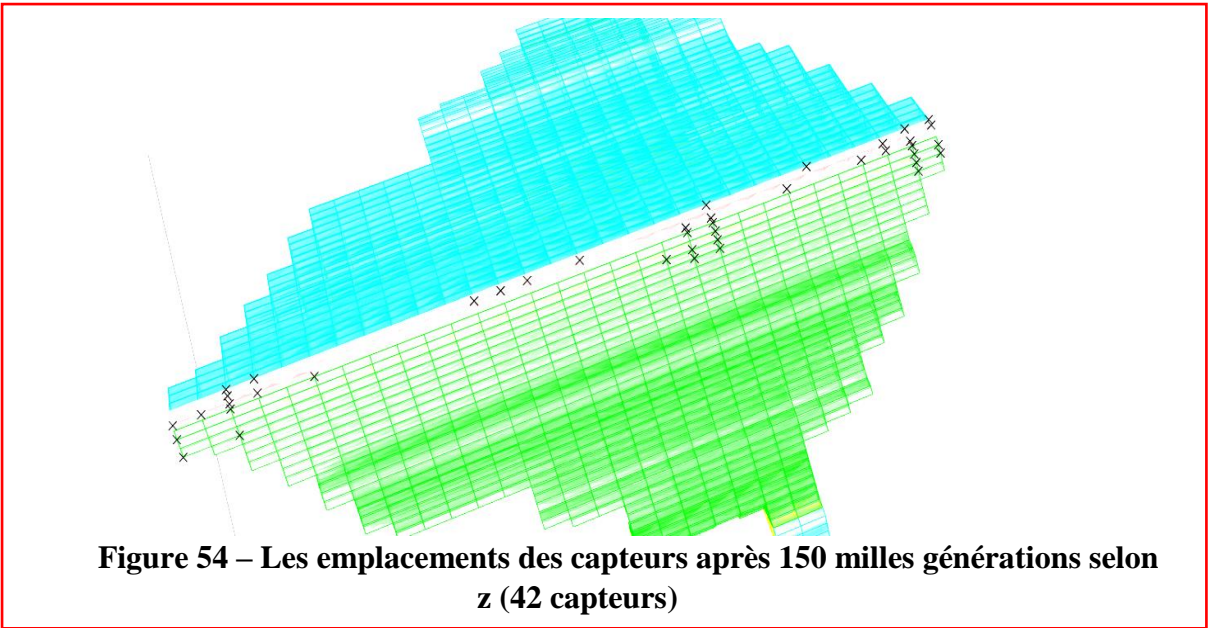 Figure 54 – Les emplacements des capteurs après 150 milles générations selon
z (42 capteurs)